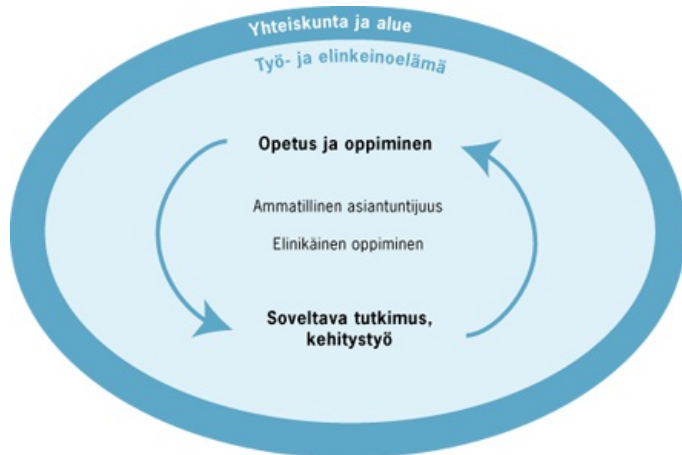 Yhteiskunta ja alue
Työ- ja elinkeinoelämä
Opetus ja oppiminen
Ammatillinen asiantuntijuus
Elinikäinen oppiminen
Soveltava tutkimus,
kehitystyö